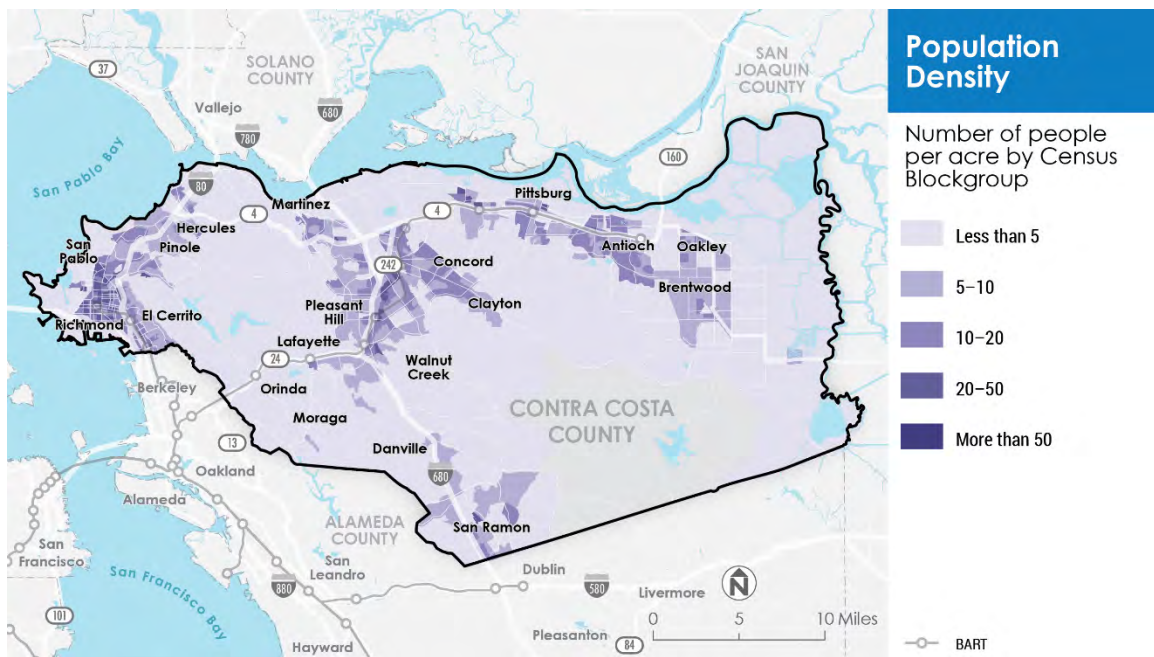 Population
Density
Number of people
per acre by Census
Blockgroup
Less than 5
5–10
10–20
20–50
More than 50
BART
SOLANO
COUNTY
SAN
JOAQUIN
COUNTY
37
Vallejo
680
780
160
San Pablo Bay
80
Martinez
4
4
Pittsburg
Hercules
San
Pablo
Pinole
Antioch
Oakley
242
Concord
Brentwood
Clayton
Pleasant
Hill
Richmond
El Cerrito
Lafayette
24
Walnut
Creek
Berkeley
Orinda
CONTRA COSTA
COUNTY
Moraga
13
Danville
Oakland
680
Alameda
ALAMEDA
COUNTY
San Ramon
San
Francisco
San
Leandro
Dublin
San Francisco Bay
880
580
Livermore
N
0 5 10 Miles
101
Hayward
Pleasanton
84